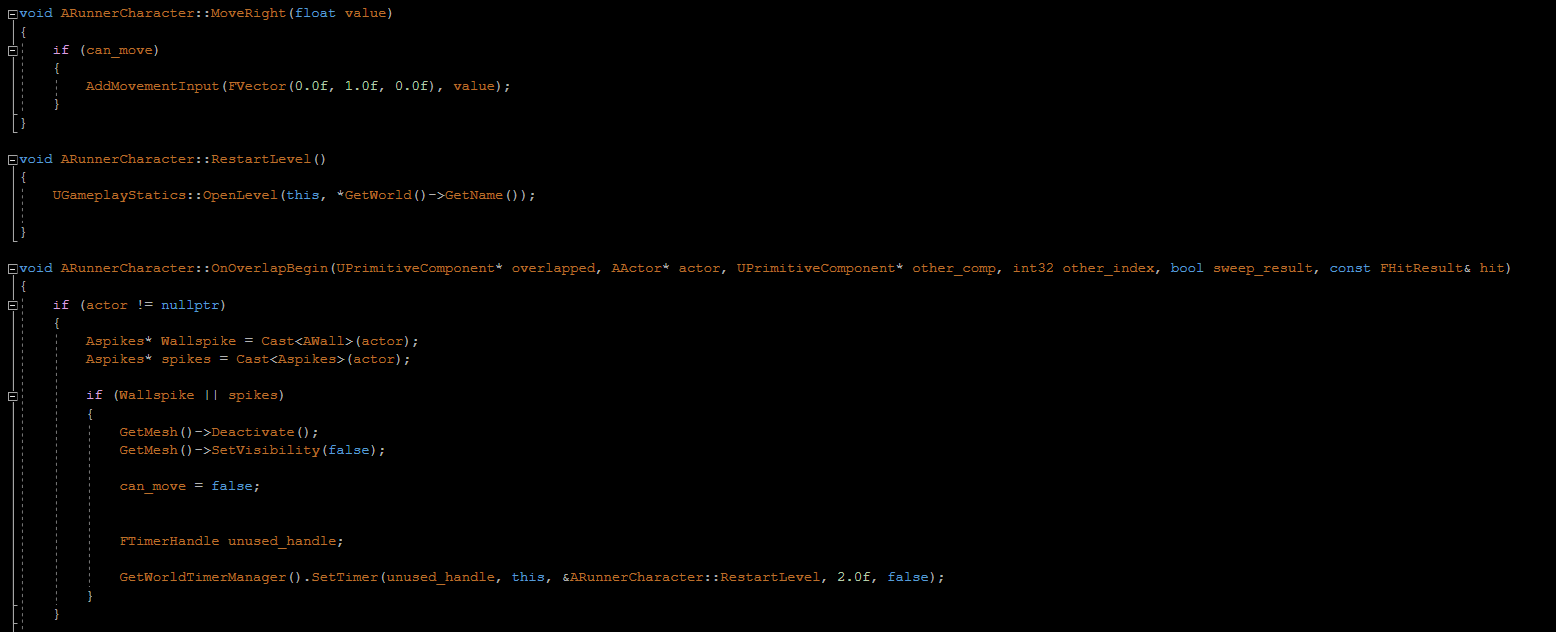 void ARunnerCharacter::MoveRight(float value)
{
    if (can_move)
    {
        AddMovementInput(FVector(0.0f, 1.0f, 0.0f), value);
    }
}

void ARunnerCharacter::RestartLevel()
{
    UGameplayStatics::OpenLevel(this, *GetWorld()->GetName());

}

void ARunnerCharacter::OnOverlapBegin(UPrimitiveComponent* overlapped, AActor* actor, UPrimitiveComponent* other_comp, int32 other_index, bool sweep_result, const FHitResult& hit)
{
    if (actor != nullptr)
    {
        Aspikes* Wallspike = Cast<AWall>(actor);
        Aspikes* spikes = Cast<Aspikes>(actor);

        if (Wallspike || spikes)
        {
            GetMesh()->Deactivate();
            GetMesh()->SetVisibility(false);

            can_move = false;


            FTimerHandle unused_handle;

            GetWorldTimerManager().SetTimer(unused_handle, this, &ARunnerCharacter::RestartLevel, 2.0f, false);
        }
    }